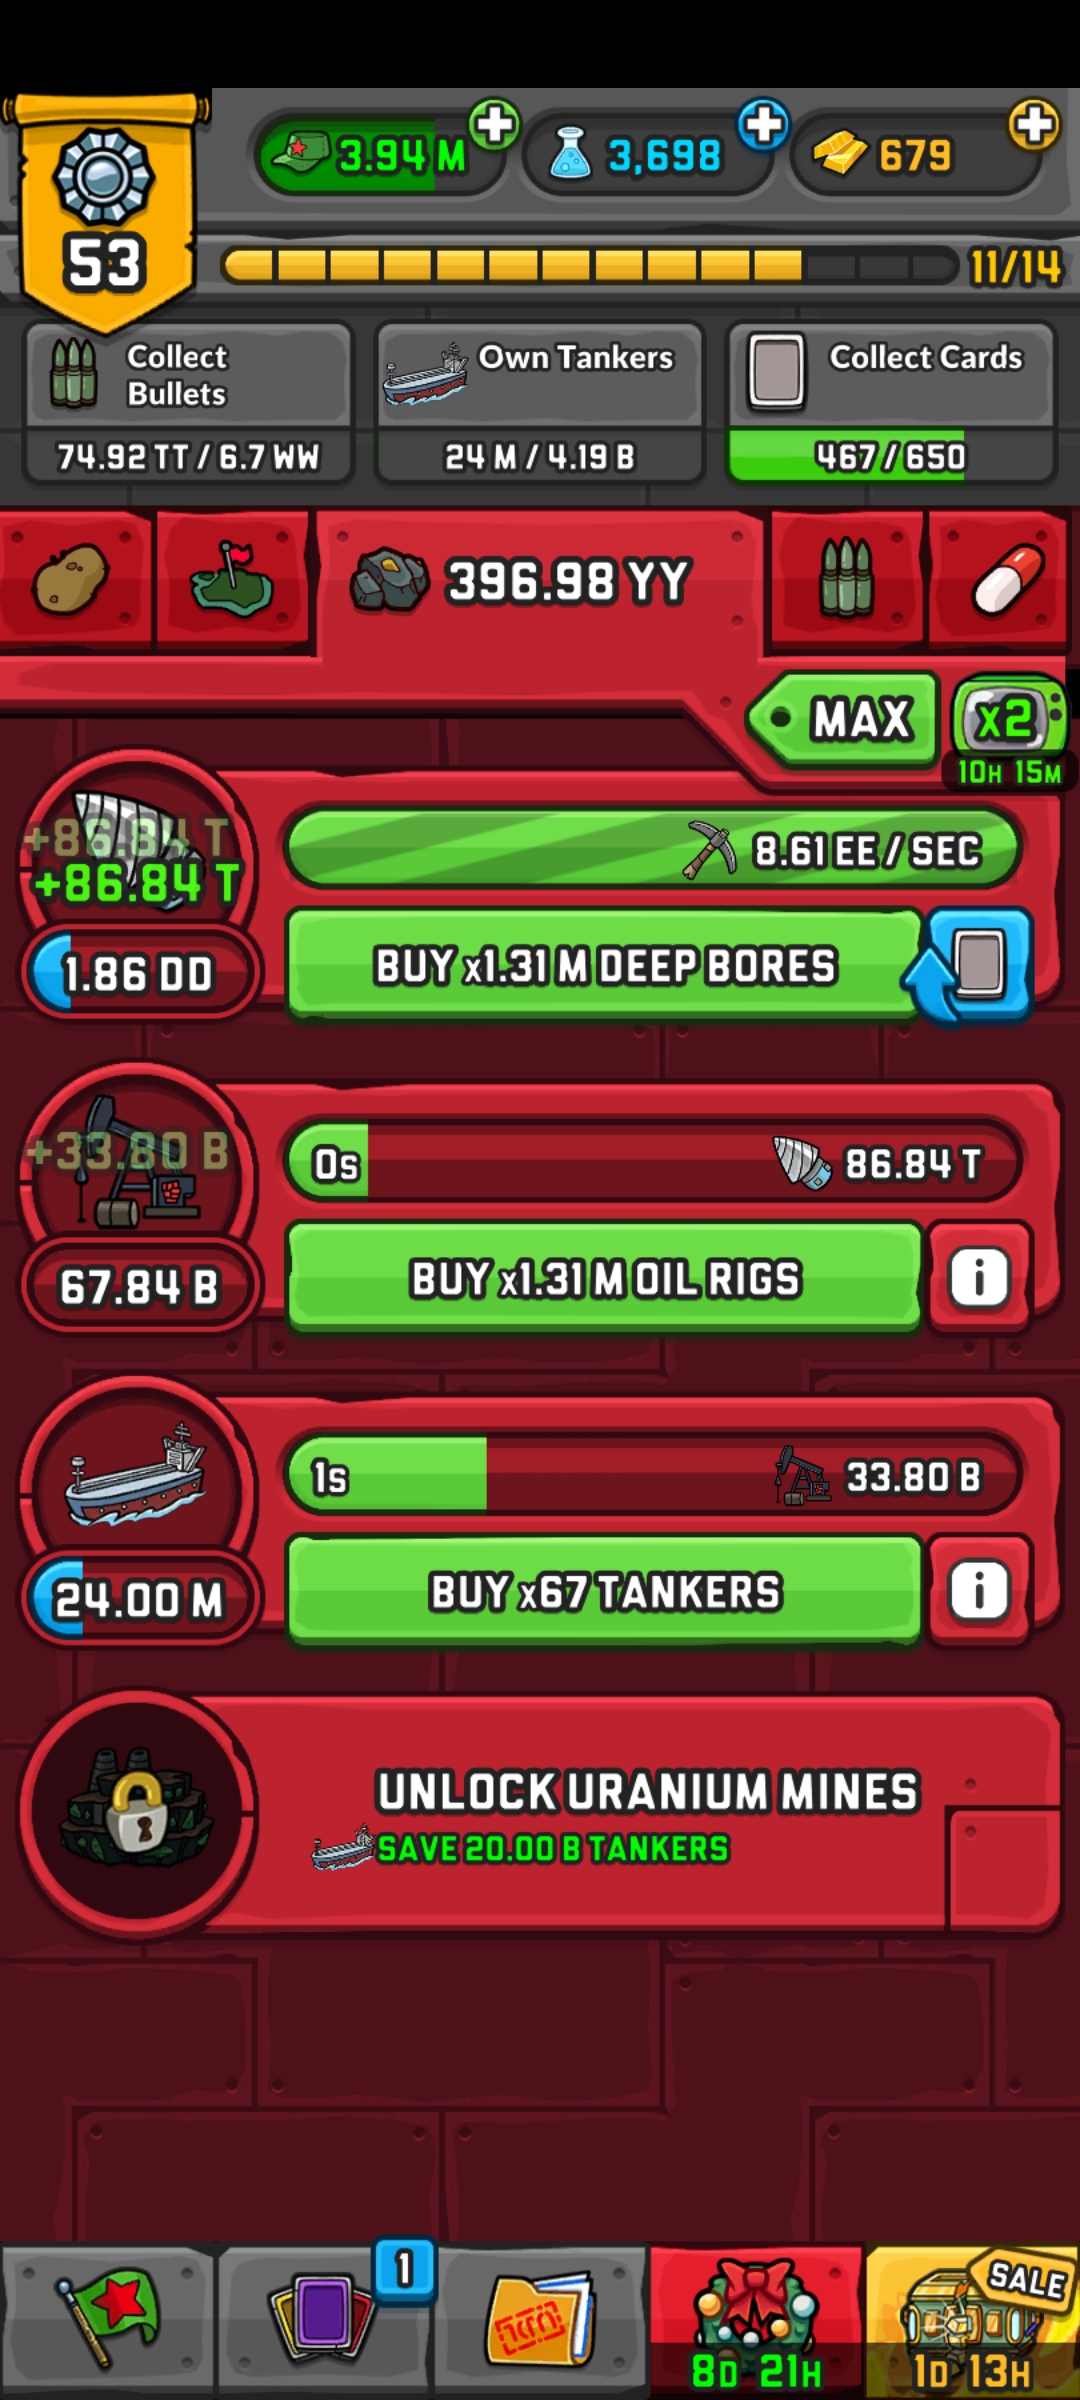 3.94 M
3,698
679
53
11/14
Collect
Bullets
74.92 TT / 6.7 WW
Own Tankers
24 M / 4.19 B
Collect Cards
467 / 650
396.98 YY
MAX
x2
10H 15M
+86.84 T
+86.84 T
8.61 EE / SEC
1.86 DD
BUY x1.31 M DEEP BORES
+33.80 B
0s
86.84 T
67.84 B
BUY x1.31 M OIL RIGS
i
1s
33.80 B
24.00 M
BUY x67 TANKERS
i
UNLOCK URANIUM MINES
SAVE 20.00 B TANKERS
1
SALE
8D 21H
1D 13H